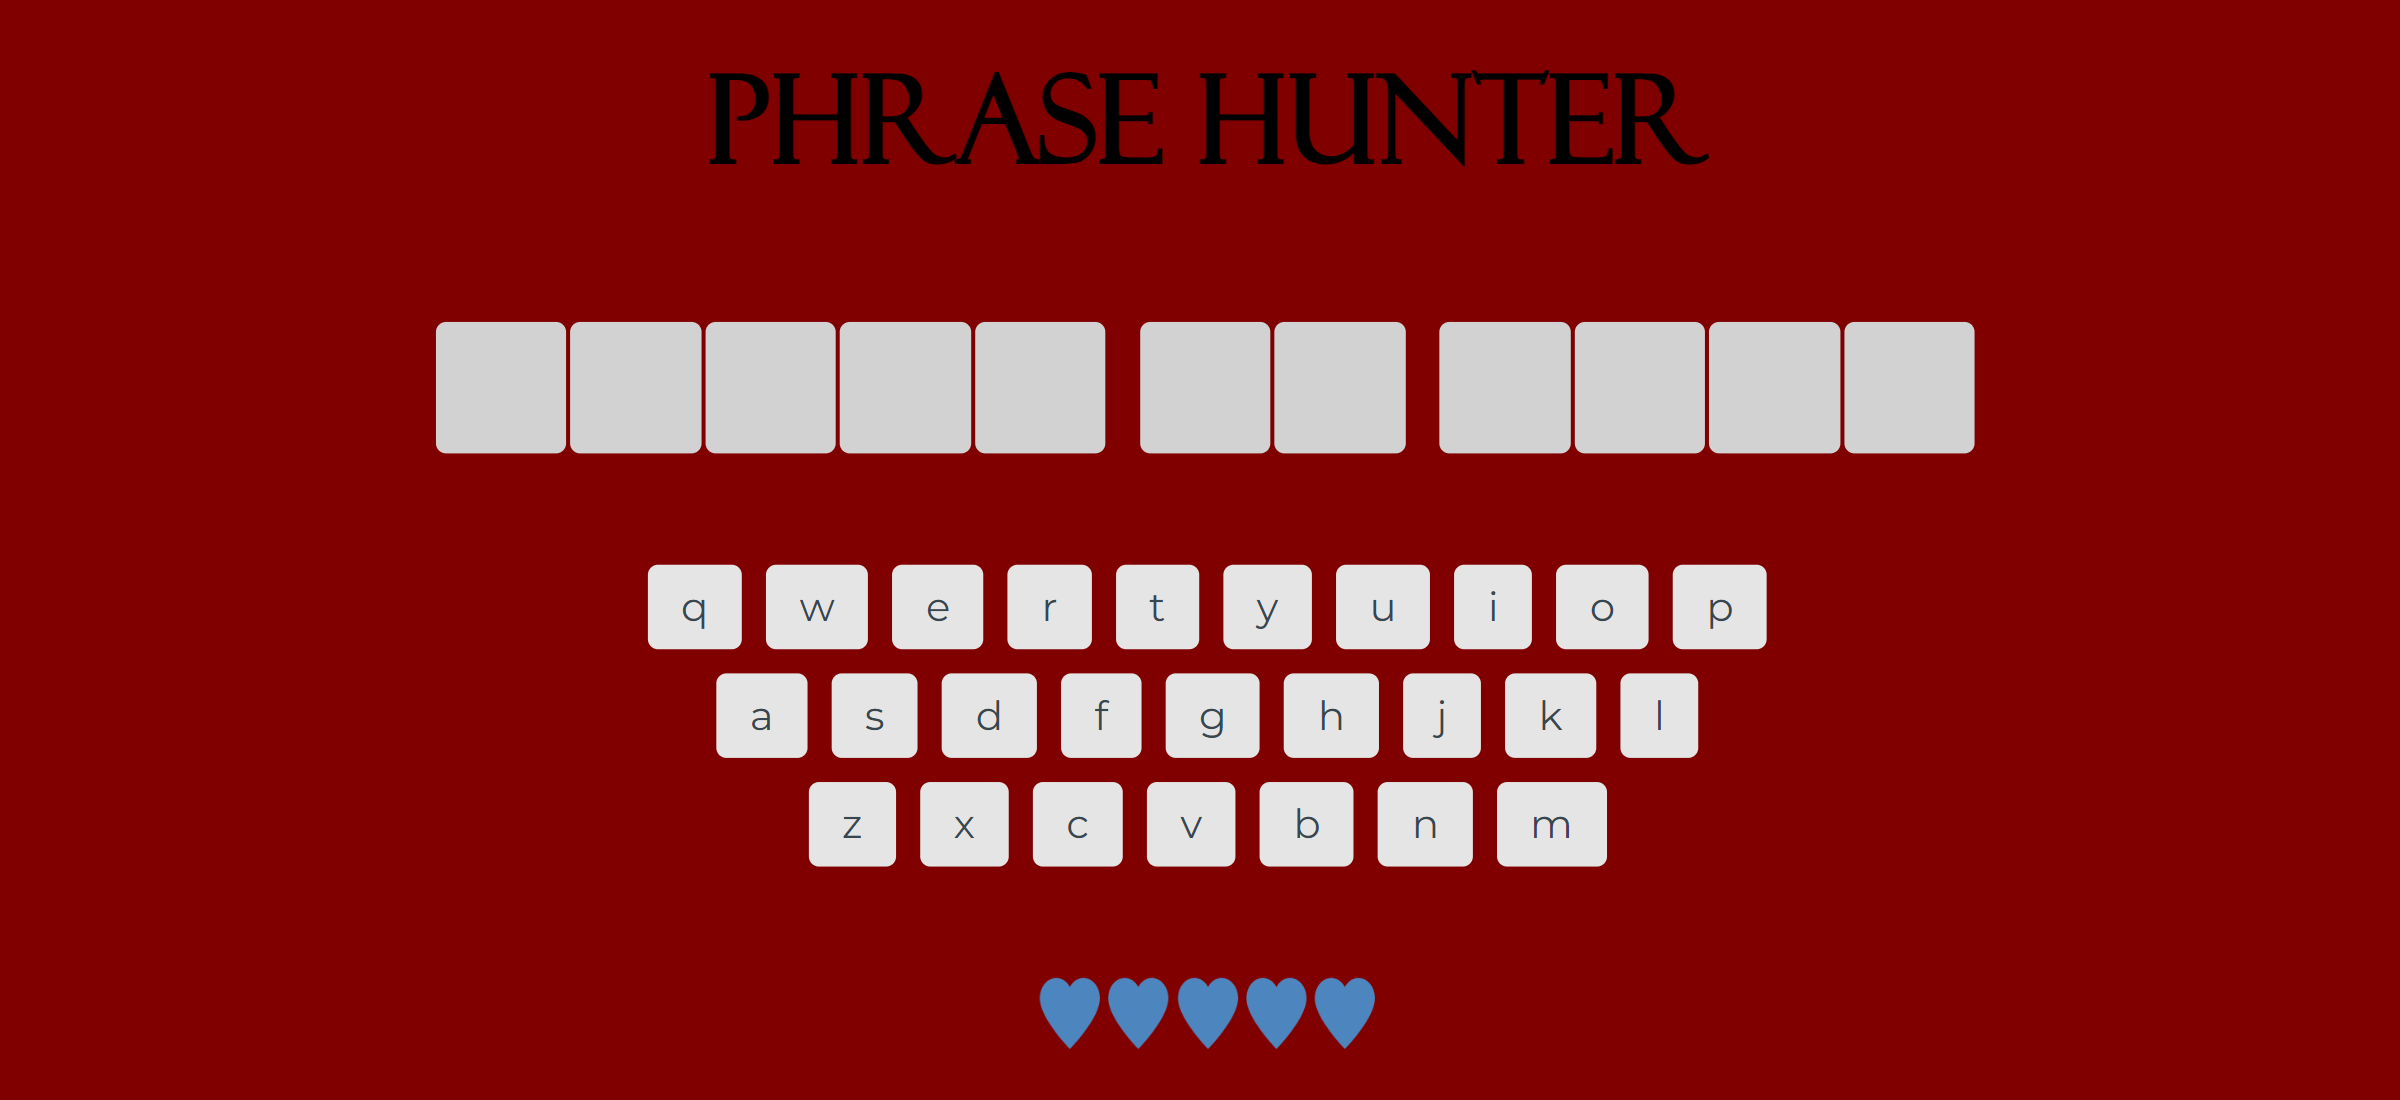 PHRASE HUNTER
q w e r t y u i o p
a s d f g h j k l
z x c v b n m